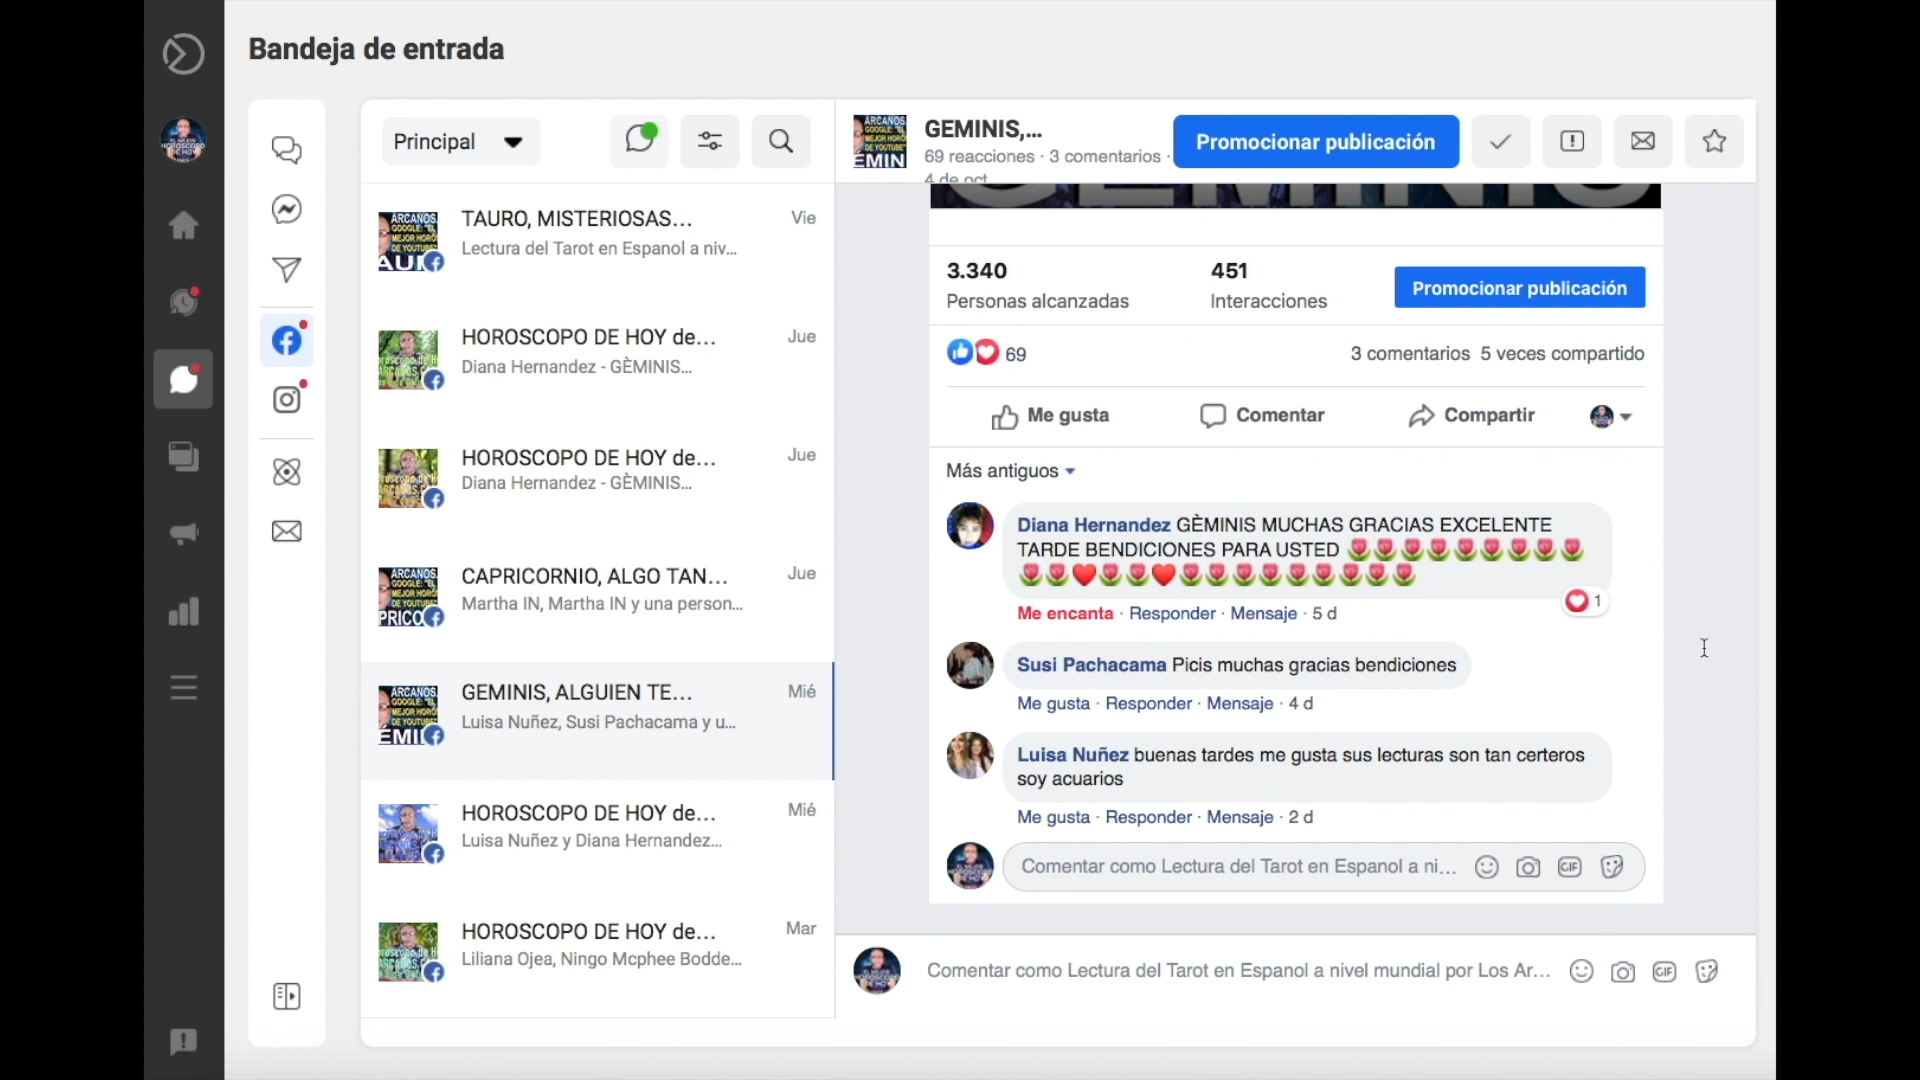 Bandeja de entrada
Principal
TAURO, MISTERIOSAS...
Vie
Lectura del Tarot en Espanol a niv...
HOROSCOPO DE HOY de...
Jue
Diana Hernandez - GÈMINIS...
HOROSCOPO DE HOY de...
Jue
Diana Hernandez - GÈMINIS...
CAPRICORNIO, ALGO TAN...
Jue
Martha IN, Martha IN y una person...
GEMINIS, ALGUIEN TE...
Mié
Luisa Nuñez, Susi Pachacama y u...
HOROSCOPO DE HOY de...
Mié
Luisa Nuñez y Diana Hernandez...
HOROSCOPO DE HOY de...
Mar
Liliana Ojea, Ningo Mcphee Bodde...
GEMINIS,...
69 reacciones · 3 comentarios ·
4 de oct
Promocionar publicación
GEMINIS
3.340
Personas alcanzadas
451
Interacciones
Promocionar publicación
69
3 comentarios 5 veces compartido
Me gusta
Comentar
Compartir
Más antiguos
Diana Hernandez GÈMINIS MUCHAS GRACIAS EXCELENTE
TARDE BENDICIONES PARA USTED 🌷🌷🌷🌷🌷🌷🌷🌷🌷
🌷🌷❤️🌷🌷❤️🌷🌷🌷🌷🌷🌷🌷🌷🌷
1
Me encanta · Responder · Mensaje · 5 d
Susi Pachacama Picis muchas gracias bendiciones
Me gusta · Responder · Mensaje · 4 d
Luisa Nuñez buenas tardes me gusta sus lecturas son tan certeros
soy acuarios
Me gusta · Responder · Mensaje · 2 d
Comentar como Lectura del Tarot en Espanol a ni...
GIF
Comentar como Lectura del Tarot en Espanol a nivel mundial por Los Ar...
GIF